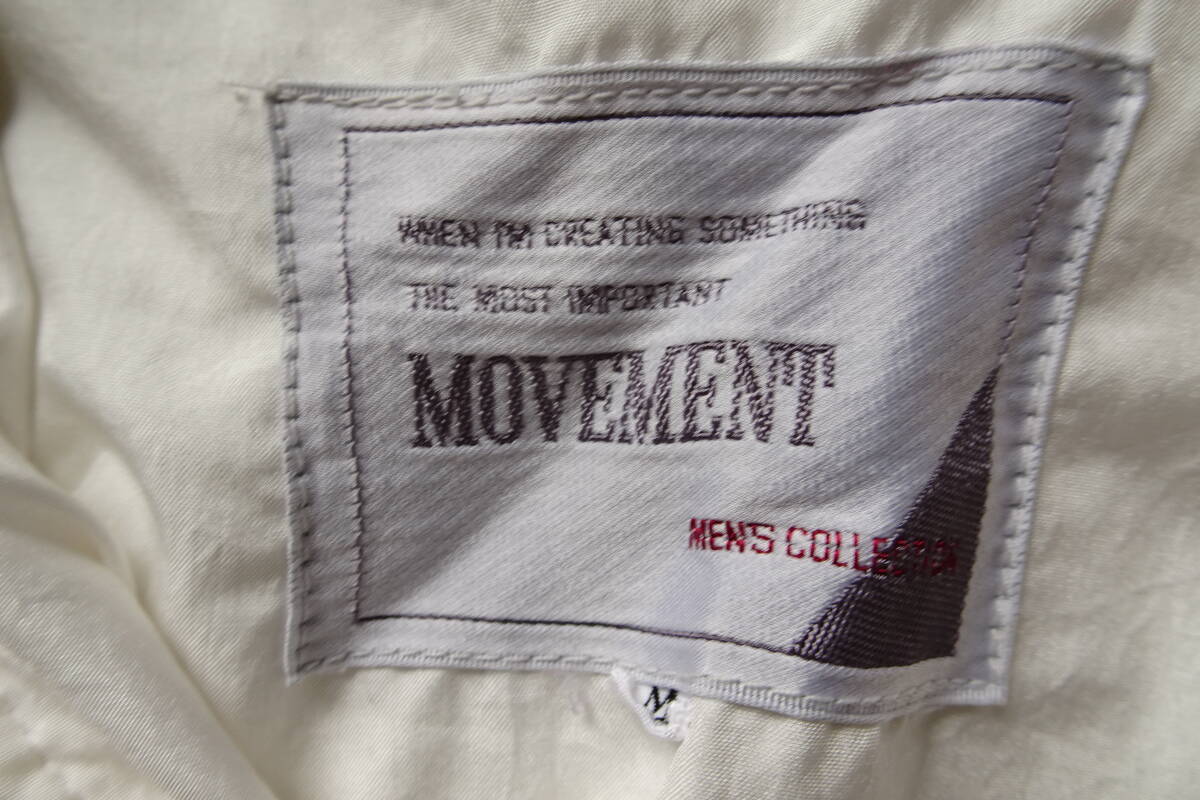 WHEN I'M CREATING SOMETHING
THE MOST IMPORTANT
MOVEMENT
MEN'S COLLECTION
M